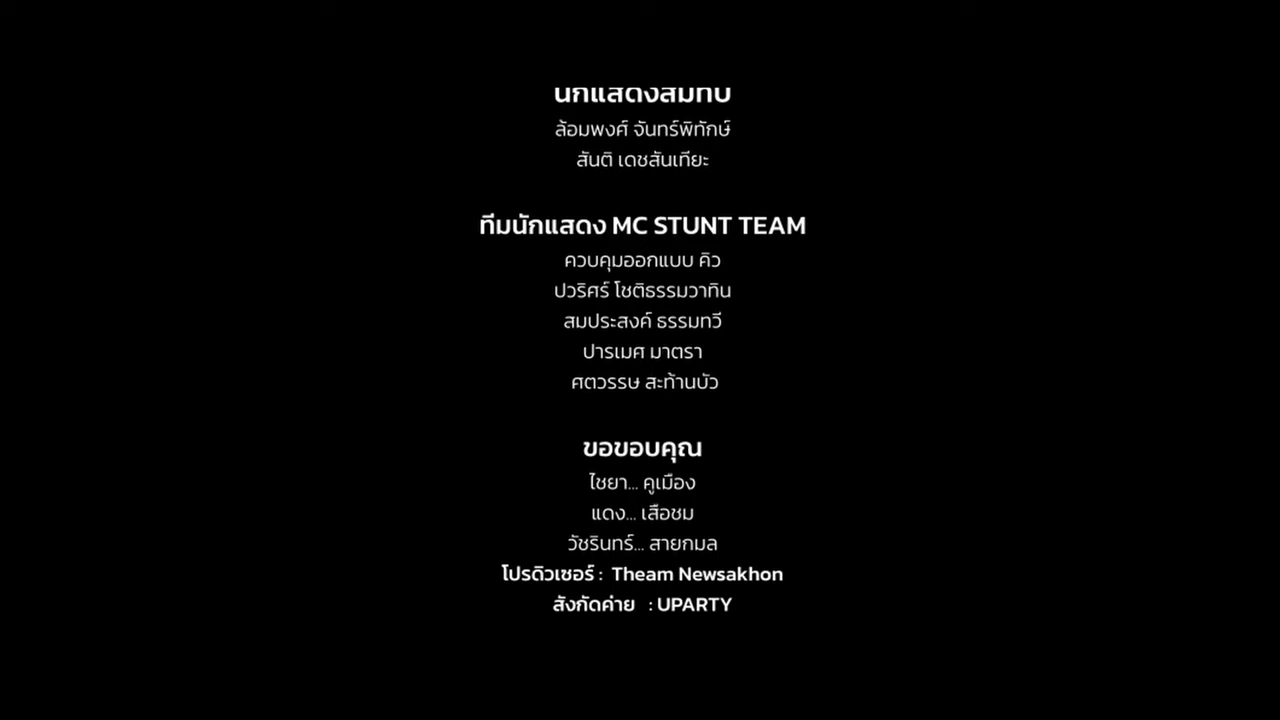 นักแสดงสมทบ
ล้อมพงศ์ จันทร์พิทักษ์
สันติ เดชสันเทียะ
ทีมนักแสดง MC STUNT TEAM
ควบคุมออกแบบ คิว
ปวริศร์ โชติธรรมวาทิน
สมประสงค์ ธรรมทวี
ปารเมศ มาตรา
ศตวรรษ สะท้านบัว
ขอขอบคุณ
ไชยา... คูเมือง
แดง... เสือชม
วัชรินทร์... สายกมล
โปรดิวเซอร์ : Theam Newsakhon
สังกัดค่าย : UPARTY